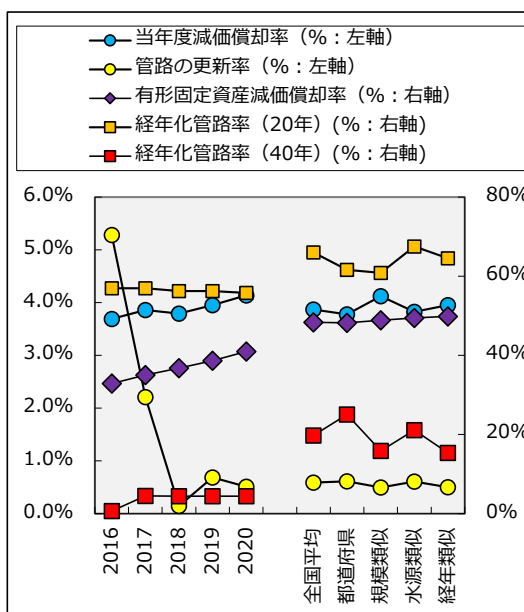 当年度減価償却率（%：左軸）
管路の更新率（%：左軸）
有形固定資産減価償却率（%：右軸）
経年化管路率（20年）(%：右軸)
経年化管路率（40年）(%：右軸)
6.0%
5.0%
4.0%
3.0%
2.0%
1.0%
0.0%
80%
60%
40%
20%
0%
2016
2017
2018
2019
2020
全国平均
都道府県
規模類似
水源類似
経年類似